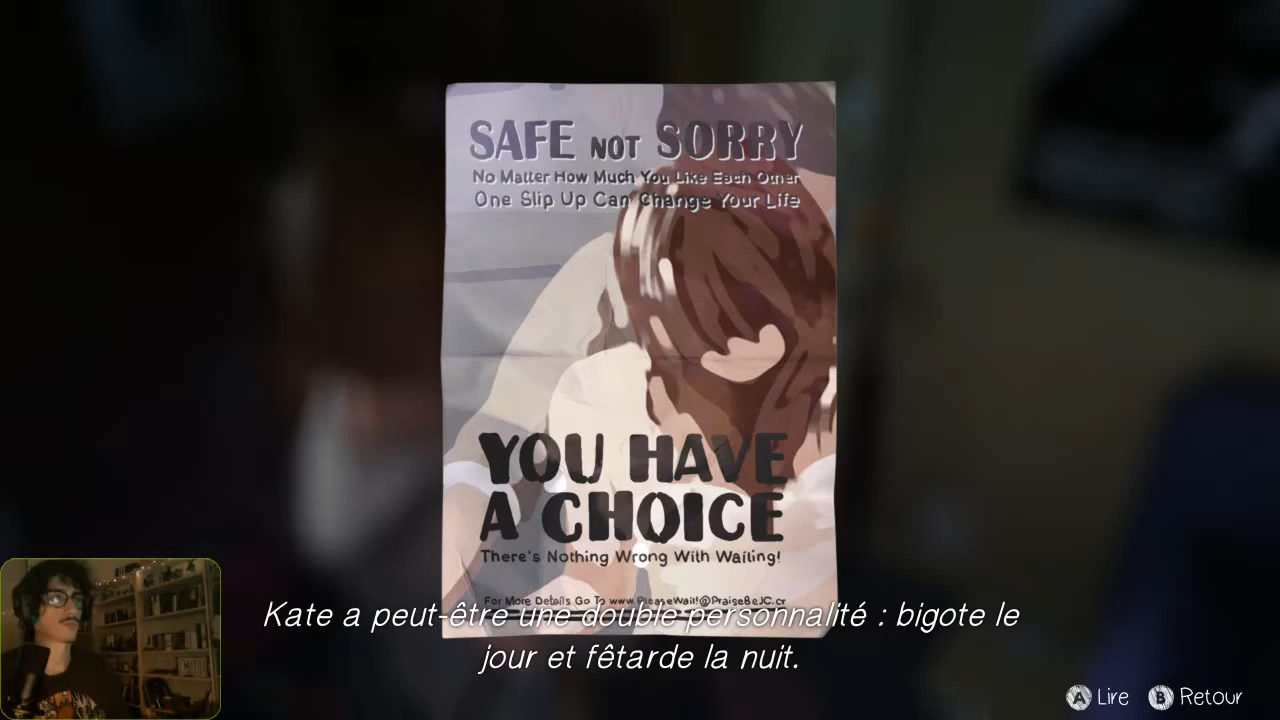 SAFE NOT SORRY
No Matter How Much You Like Each Other
One Slip Up Can Change Your Life
YOU HAVE
A CHOICE
There's Nothing Wrong With Waiting!
For More Details Go To www.PleaseWait!@PraiseBeJC.cr
Kate a peut-être une double personnalité : bigote le
jour et fêtarde la nuit.
A Lire B Retour